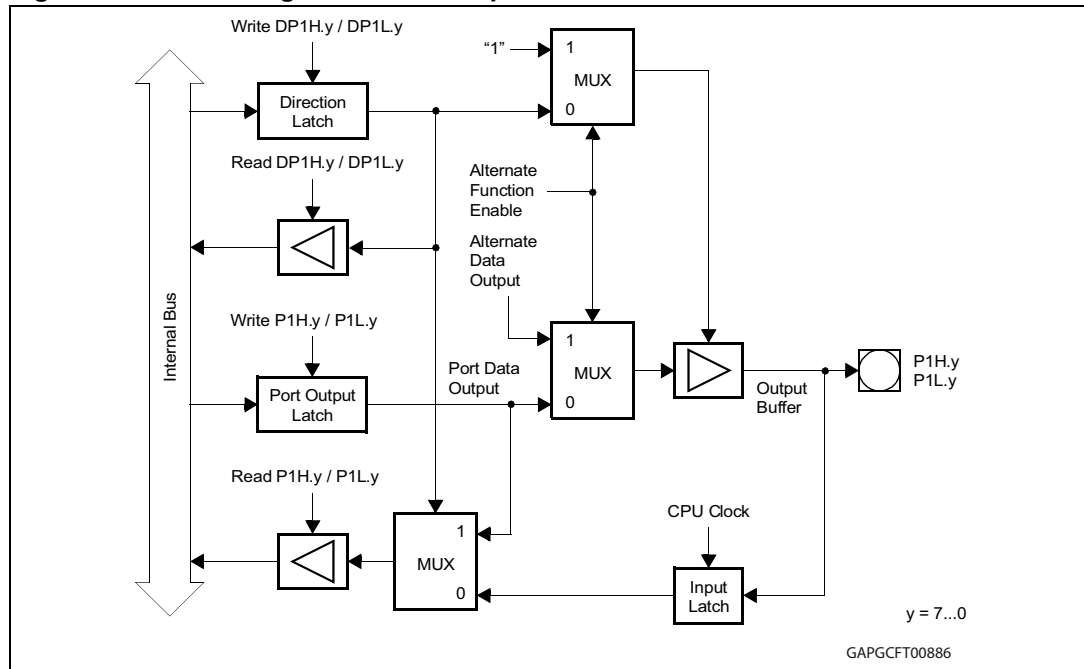 Write DP1H.y / DP1L.y
“1”
1
MUX
0
Direction
Latch
Read DP1H.y / DP1L.y
Alternate
Function
Enable
Alternate
Data
Output
Internal Bus
Write P1H.y / P1L.y
1
MUX
0
Port Data
Output
Port Output
Latch
Output
Buffer
P1H.y
P1L.y
Read P1H.y / P1L.y
1
MUX
0
CPU Clock
Input
Latch
y = 7...0
GAPGCFT00886